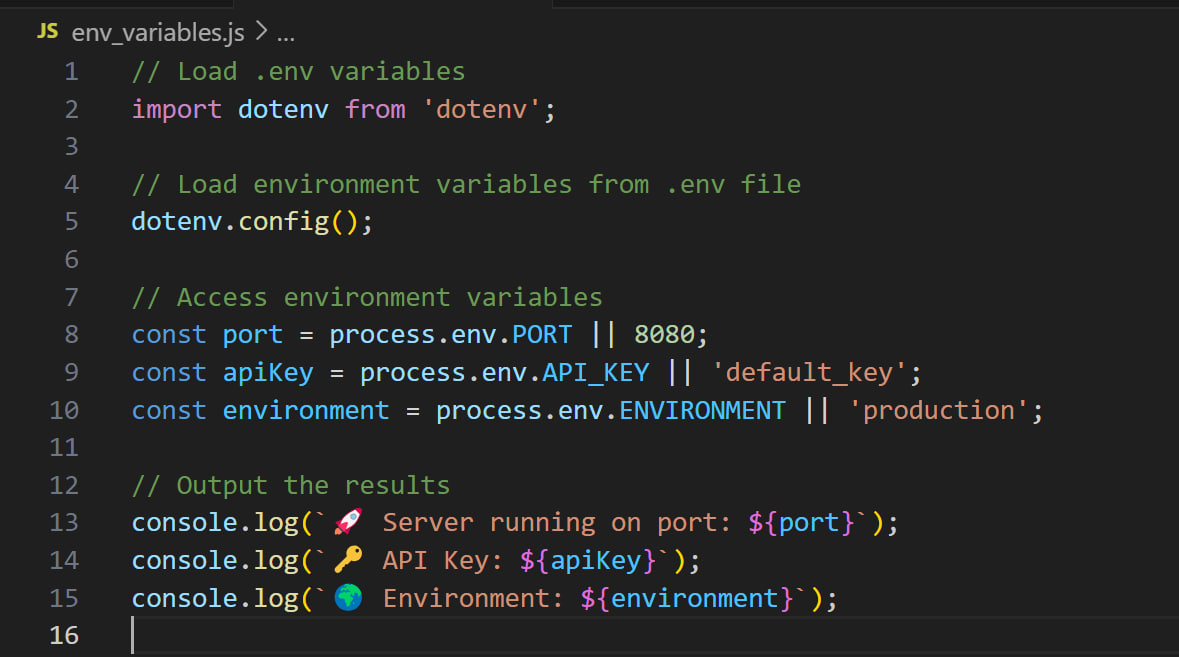 JS env_variables.js > ...
1 // Load .env variables
2 import dotenv from 'dotenv';
3
4 // Load environment variables from .env file
5 dotenv.config();
6
7 // Access environment variables
8 const port = process.env.PORT || 8080;
9 const apiKey = process.env.API_KEY || 'default_key';
10 const environment = process.env.ENVIRONMENT || 'production';
11
12 // Output the results
13 console.log(`🚀 Server running on port: ${port}`);
14 console.log(`🔑 API Key: ${apiKey}`);
15 console.log(`🌍 Environment: ${environment}`);
16